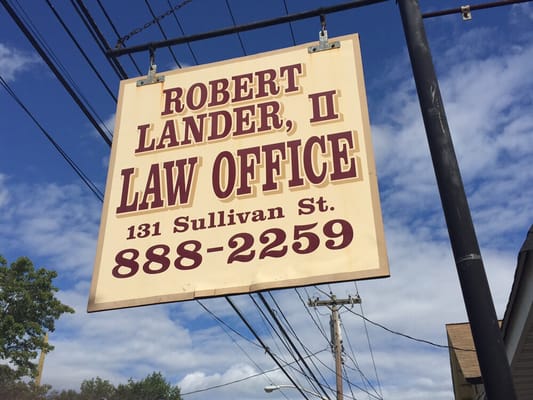 ROBERT
LANDER, II
LAW OFFICE
131 Sullivan St.
888-2259